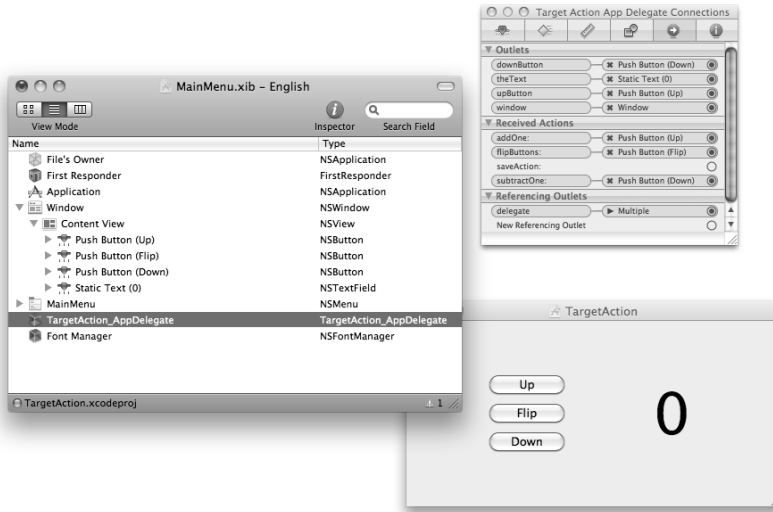 Target Action App Delegate Connections
Outlets
downButton Push Button (Down)
theText Static Text (0)
upButton Push Button (Up)
window Window
Received Actions
addOne: Push Button (Up)
flipButtons: Push Button (Flip)
saveAction:
subtractOne: Push Button (Down)
Referencing Outlets
delegate Multiple
New Referencing Outlet
MainMenu.xib – English
View Mode Inspector Search Field
Name Type
File's Owner NSApplication
First Responder FirstResponder
Application NSApplication
Window NSWindow
Content View NSView
Push Button (Up) NSButton
Push Button (Flip) NSButton
Push Button (Down) NSButton
Static Text (0) NSTextField
MainMenu NSMenu
TargetAction_AppDelegate TargetAction_AppDelegate
Font Manager NSFontManager
TargetAction.xcodeproj 1
TargetAction
Up
Flip
Down
0